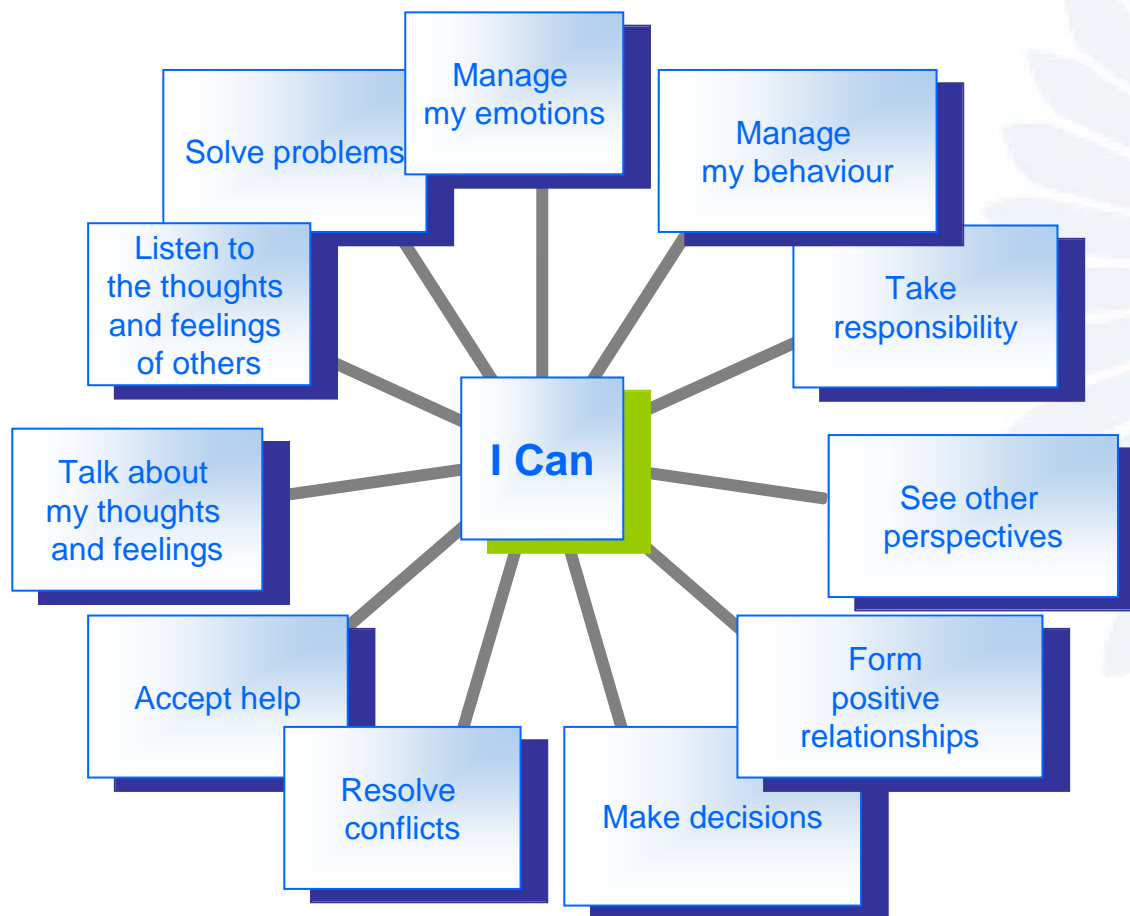 Manage
my emotions
Manage
my behaviour
Take
responsibility
See other
perspectives
Form
positive
relationships
Make decisions
Resolve
conflicts
Accept help
Talk about
my thoughts
and feelings
Listen to
the thoughts
and feelings
of others
Solve problems
I Can